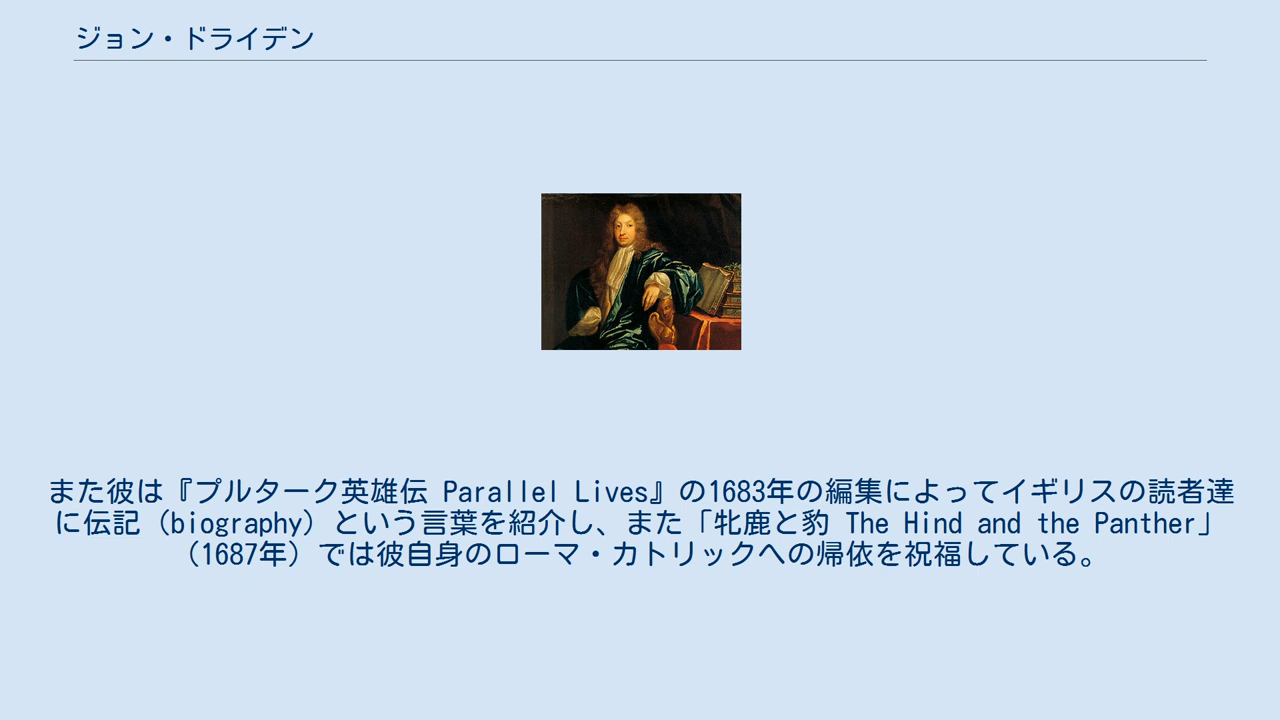 ジョン・ドライデン
また彼は『プルターク英雄伝 Parallel Lives』の1683年の編集によってイギリスの読者達
に伝記（biography）という言葉を紹介し、また「牝鹿と豹 The Hind and the Panther」
（1687年）では彼自身のローマ・カトリックへの帰依を祝福している。